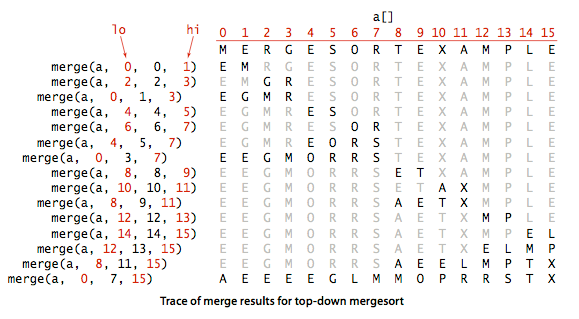 a[]
lo hi 0 1 2 3 4 5 6 7 8 9 10 11 12 13 14 15
M E R G E S O R T E X A M P L E
merge(a, 0, 0, 1) E M R G E S O R T E X A M P L E
merge(a, 2, 2, 3) E M G R E S O R T E X A M P L E
merge(a, 0, 1, 3) E G M R E S O R T E X A M P L E
merge(a, 4, 4, 5) E G M R E S O R T E X A M P L E
merge(a, 6, 6, 7) E G M R E S O R T E X A M P L E
merge(a, 4, 5, 7) E G M R E O R S T E X A M P L E
merge(a, 0, 3, 7) E E G M O R R S T E X A M P L E
merge(a, 8, 8, 9) E E G M O R R S E T X A M P L E
merge(a, 10, 10, 11) E E G M O R R S E T A X M P L E
merge(a, 8, 9, 11) E E G M O R R S A E T X M P L E
merge(a, 12, 12, 13) E E G M O R R S A E T X M P L E
merge(a, 14, 14, 15) E E G M O R R S A E T X M P E L
merge(a, 12, 13, 15) E E G M O R R S A E T X E L M P
merge(a, 8, 11, 15) E E G M O R R S A E E L M P T X
merge(a, 0, 7, 15) A E E E E G L M M O P R R S T X
Trace of merge results for top-down mergesort